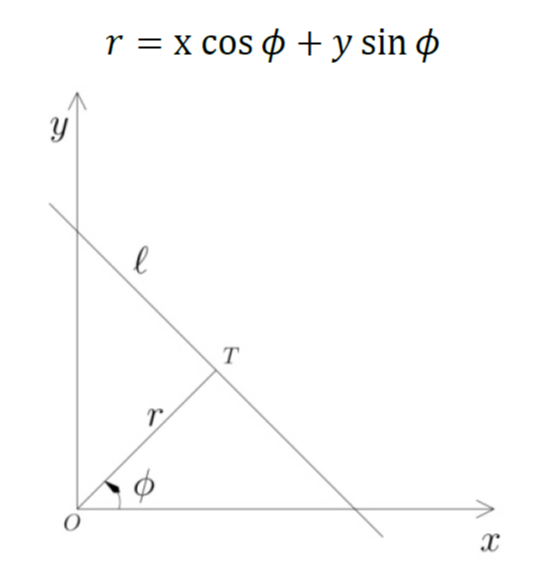 r = x cos ϕ + y sin ϕ
y
ℓ
T
r
ϕ
O
x